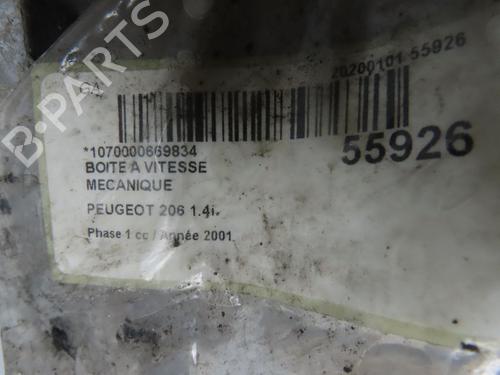 20200101 55926
*1070000669834
55926
BOITE A VITESSE
MECANIQUE
PEUGEOT 206 1.4i
Phase 1 cc / Année 2001
B-PARTS